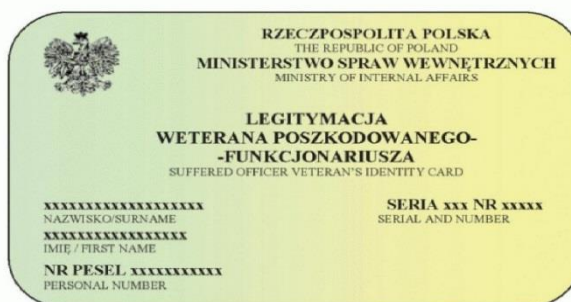 RZECZPOSPOLITA POLSKA
THE REPUBLIC OF POLAND
MINISTERSTWO SPRAW WEWNĘTRZNYCH
MINISTRY OF INTERNAL AFFAIRS
LEGITYMACJA
WETERANA POSZKODOWANEGO-
-FUNKCJONARIUSZA
SUFFERED OFFICER VETERAN'S IDENTITY CARD
xxxxxxxxxxxxxxxxxxx
NAZWISKO/SURNAME
SERIA xxx NR xxxxx
SERIAL AND NUMBER
xxxxxxxxxxxxxxxxx
IMIĘ / FIRST NAME
NR PESEL xxxxxxxxxxx
PERSONAL NUMBER